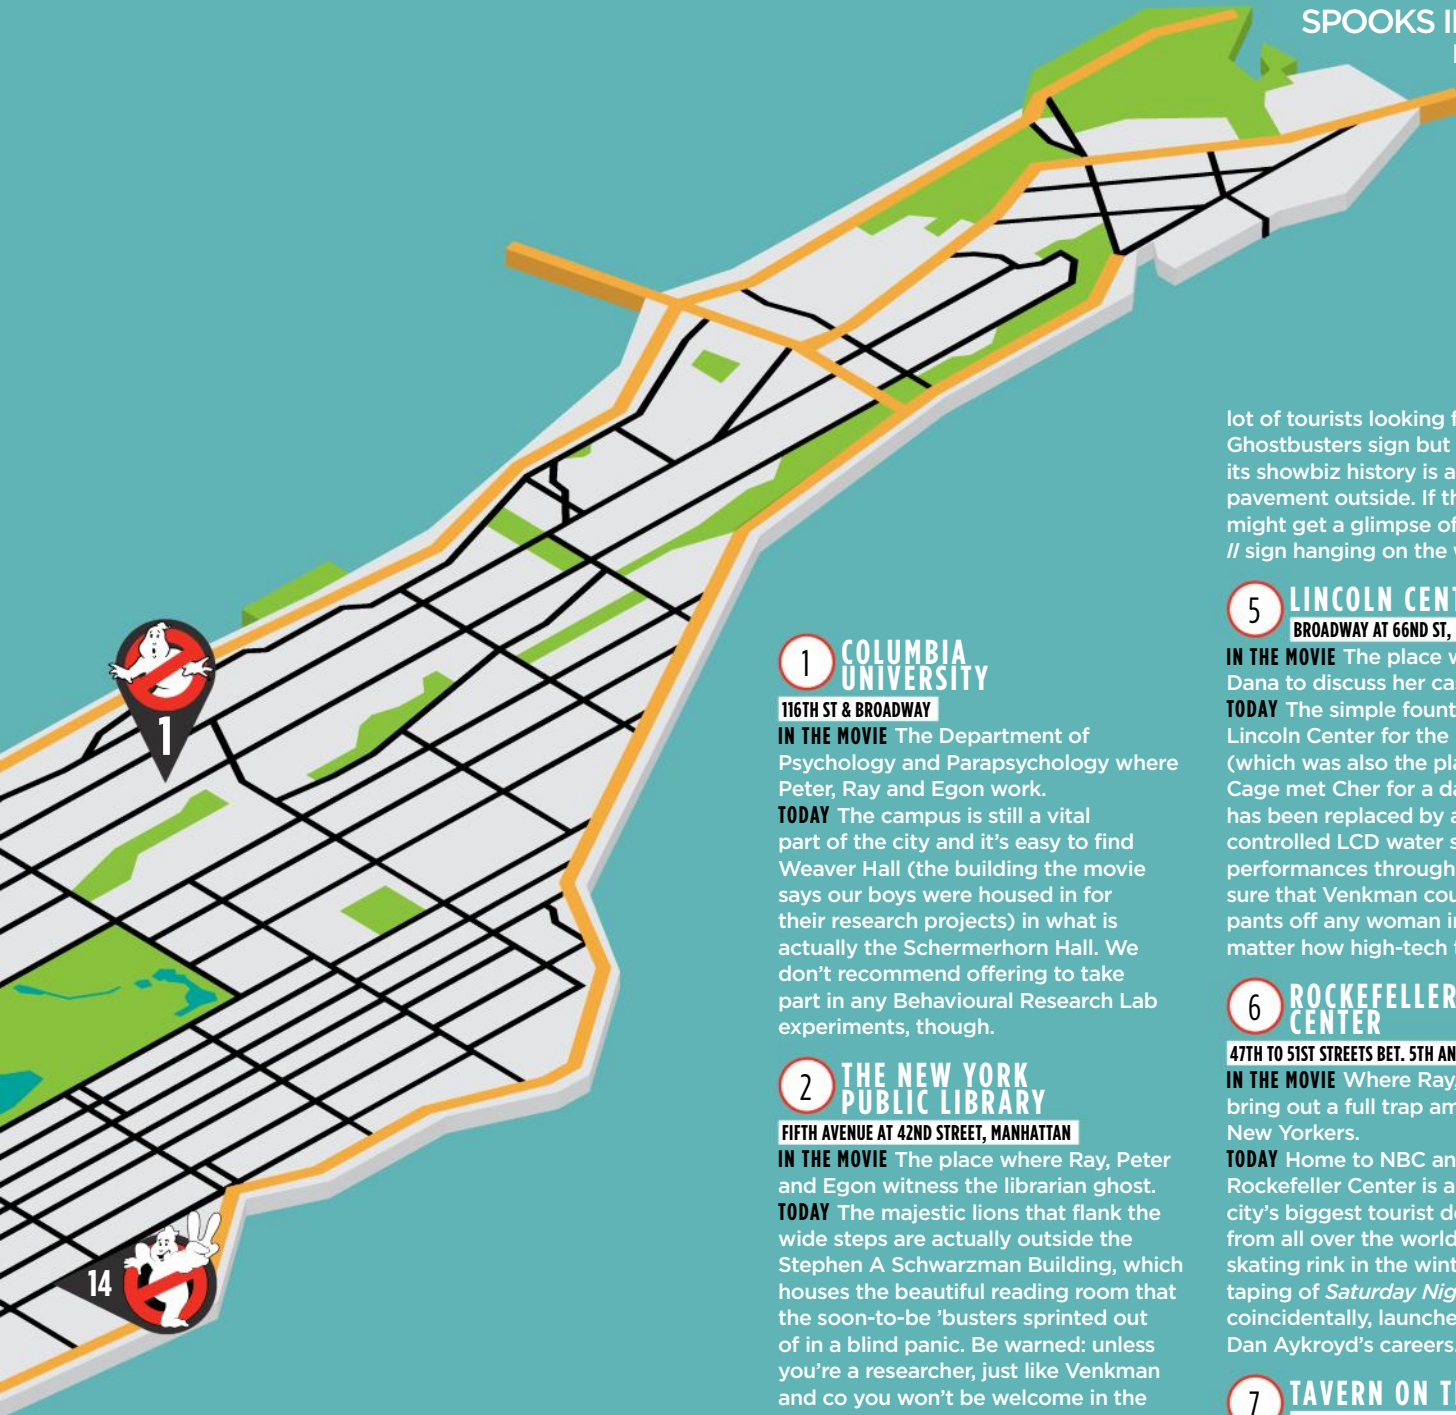 SPOOKS
1
14
1 COLUMBIA
UNIVERSITY
116TH ST & BROADWAY
IN THE MOVIE The Department of
Psychology and Parapsychology where
Peter, Ray and Egon work.
TODAY The campus is still a vital
part of the city and it's easy to find
Weaver Hall (the building the movie
says our boys were housed in for
their research projects) in what is
actually the Schermerhorn Hall. We
don't recommend offering to take
part in any Behavioural Research Lab
experiments, though.
2 THE NEW YORK
PUBLIC LIBRARY
FIFTH AVENUE AT 42ND STREET, MANHATTAN
IN THE MOVIE The place where Ray, Peter
and Egon witness the librarian ghost.
TODAY The majestic lions that flank the
wide steps are actually outside the
Stephen A Schwarzman Building, which
houses the beautiful reading room that
the soon-to-be 'busters sprinted out
of in a blind panic. Be warned: unless
you're a researcher, just like Venkman
and co you won't be welcome in the
lot of tourists looking
Ghostbusters sign but
its showbiz history is
pavement outside. If
might get a glimpse of
II sign hanging on the
5 LINCOLN
BROADWAY AT 66ND ST,
IN THE MOVIE The place
Dana to discuss her
TODAY The simple
Lincoln Center for the
(which was also the
Cage met Cher for a
has been replaced by
controlled LCD water
performances
sure that Venkman
pants off any woman
matter how high-tech
6 ROCKEFELLER
CENTER
47TH TO 51ST STREETS BET. 5TH
IN THE MOVIE Where Ray,
bring out a full trap
New Yorkers.
TODAY Home to NBC
Rockefeller Center is
city's biggest tourist
from all over the world
skating rink in the
taping of Saturday
coincidentally,
Dan Aykroyd's careers.
7 TAVERN ON